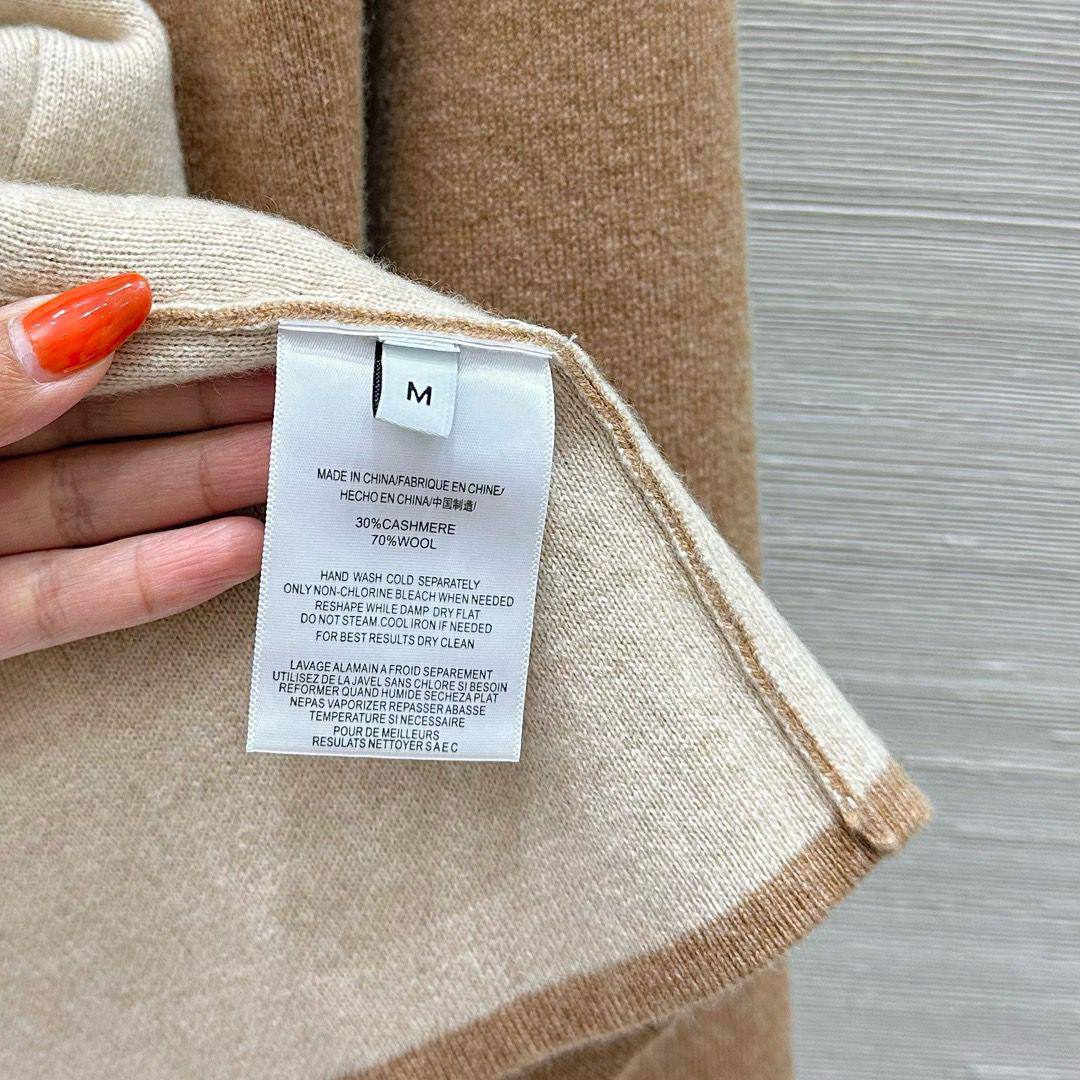 M
MADE IN CHINA/FABRIQUE EN CHINE/
HECHO EN CHINA/中国制造/
30%CASHMERE
70%WOOL
HAND WASH COLD SEPARATELY
ONLY NON-CHLORINE BLEACH WHEN NEEDED
RESHAPE WHILE DAMP DRY FLAT
DO NOT STEAM.COOL IRON IF NEEDED
FOR BEST RESULTS DRY CLEAN
LAVAGE ALAMAIN A FROID SEPAREMENT
UTILISEZ DE LA JAVEL SANS CHLORE SI BESOIN
REFORMER QUAND HUMIDE SECHEZA PLAT
NEPAS VAPORIZER REPASSER ABASSE
TEMPERATURE SI NECESSAIRE
POUR DE MEILLEURS
RESULATS NETTOYER S A E C